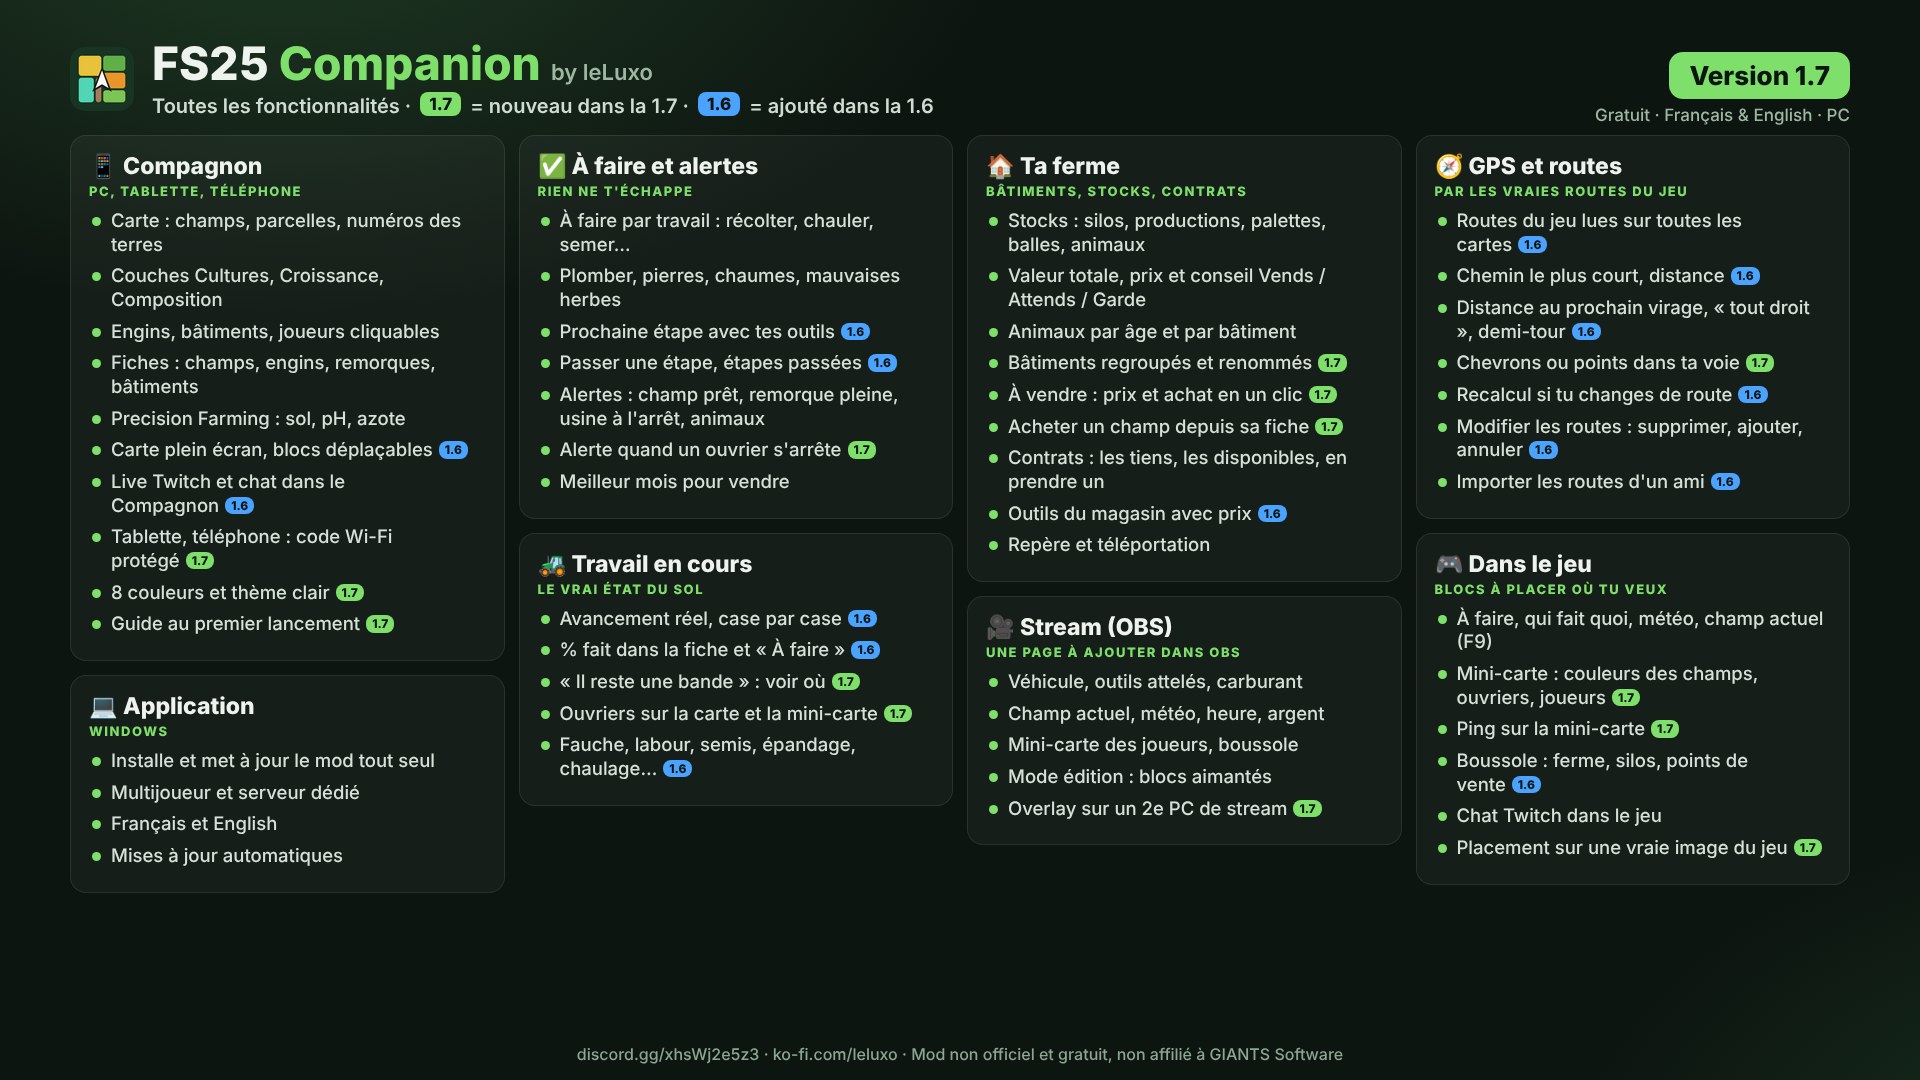 FS25 Companion by leLuxo
Toutes les fonctionnalités · 1.7 = nouveau dans la 1.7 · 1.6 = ajouté dans la 1.6
Version 1.7
Gratuit · Français & English · PC
Compagnon
PC, TABLETTE, TÉLÉPHONE
Carte : champs, parcelles, numéros des
terres
Couches Cultures, Croissance,
Composition
Engins, bâtiments, joueurs cliquables
Fiches : champs, engins, remorques,
bâtiments
Precision Farming : sol, pH, azote
Carte plein écran, blocs déplaçables 1.6
Live Twitch et chat dans le
Compagnon 1.6
Tablette, téléphone : code Wi-Fi
protégé 1.7
8 couleurs et thème clair 1.7
Guide au premier lancement 1.7
Application
WINDOWS
Installe et met à jour le mod tout seul
Multijoueur et serveur dédié
Français et English
Mises à jour automatiques
À faire et alertes
RIEN NE T'ÉCHAPPE
À faire par travail : récolter, chauler,
semer...
Plomber, pierres, chaumes, mauvaises
herbes
Prochaine étape avec tes outils 1.6
Passer une étape, étapes passées 1.6
Alertes : champ prêt, remorque pleine,
usine à l'arrêt, animaux
Alerte quand un ouvrier s'arrête 1.7
Meilleur mois pour vendre
Travail en cours
LE VRAI ÉTAT DU SOL
Avancement réel, case par case 1.6
% fait dans la fiche et « À faire » 1.6
« Il reste une bande » : voir où 1.7
Ouvriers sur la carte et la mini-carte 1.7
Fauche, labour, semis, épandage,
chaulage... 1.6
Ta ferme
BÂTIMENTS, STOCKS, CONTRATS
Stocks : silos, productions, palettes,
balles, animaux
Valeur totale, prix et conseil Vends /
Attends / Garde
Animaux par âge et par bâtiment
Bâtiments regroupés et renommés 1.7
À vendre : prix et achat en un clic 1.7
Acheter un champ depuis sa fiche 1.7
Contrats : les tiens, les disponibles, en
prendre un
Outils du magasin avec prix 1.6
Repère et téléportation
Stream (OBS)
UNE PAGE À AJOUTER DANS OBS
Véhicule, outils attelés, carburant
Champ actuel, météo, heure, argent
Mini-carte des joueurs, boussole
Mode édition : blocs aimantés
Overlay sur un 2e PC de stream 1.7
GPS et routes
PAR LES VRAIES ROUTES DU JEU
Routes du jeu lues sur toutes les
cartes 1.6
Chemin le plus court, distance 1.6
Distance au prochain virage, « tout droit
», demi-tour 1.6
Chevrons ou points dans ta voie 1.7
Recalcul si tu changes de route 1.6
Modifier les routes : supprimer, ajouter,
annuler 1.6
Importer les routes d'un ami 1.6
Dans le jeu
BLOCS À PLACER OÙ TU VEUX
À faire, qui fait quoi, météo, champ actuel
(F9)
Mini-carte : couleurs des champs,
ouvriers, joueurs 1.7
Ping sur la mini-carte 1.7
Boussole : ferme, silos, points de
vente 1.6
Chat Twitch dans le jeu
Placement sur une vraie image du jeu 1.7
discord.gg/xhsWj2e5z3 · ko-fi.com/leluxo · Mod non officiel et gratuit, non affilié à GIANTS Software